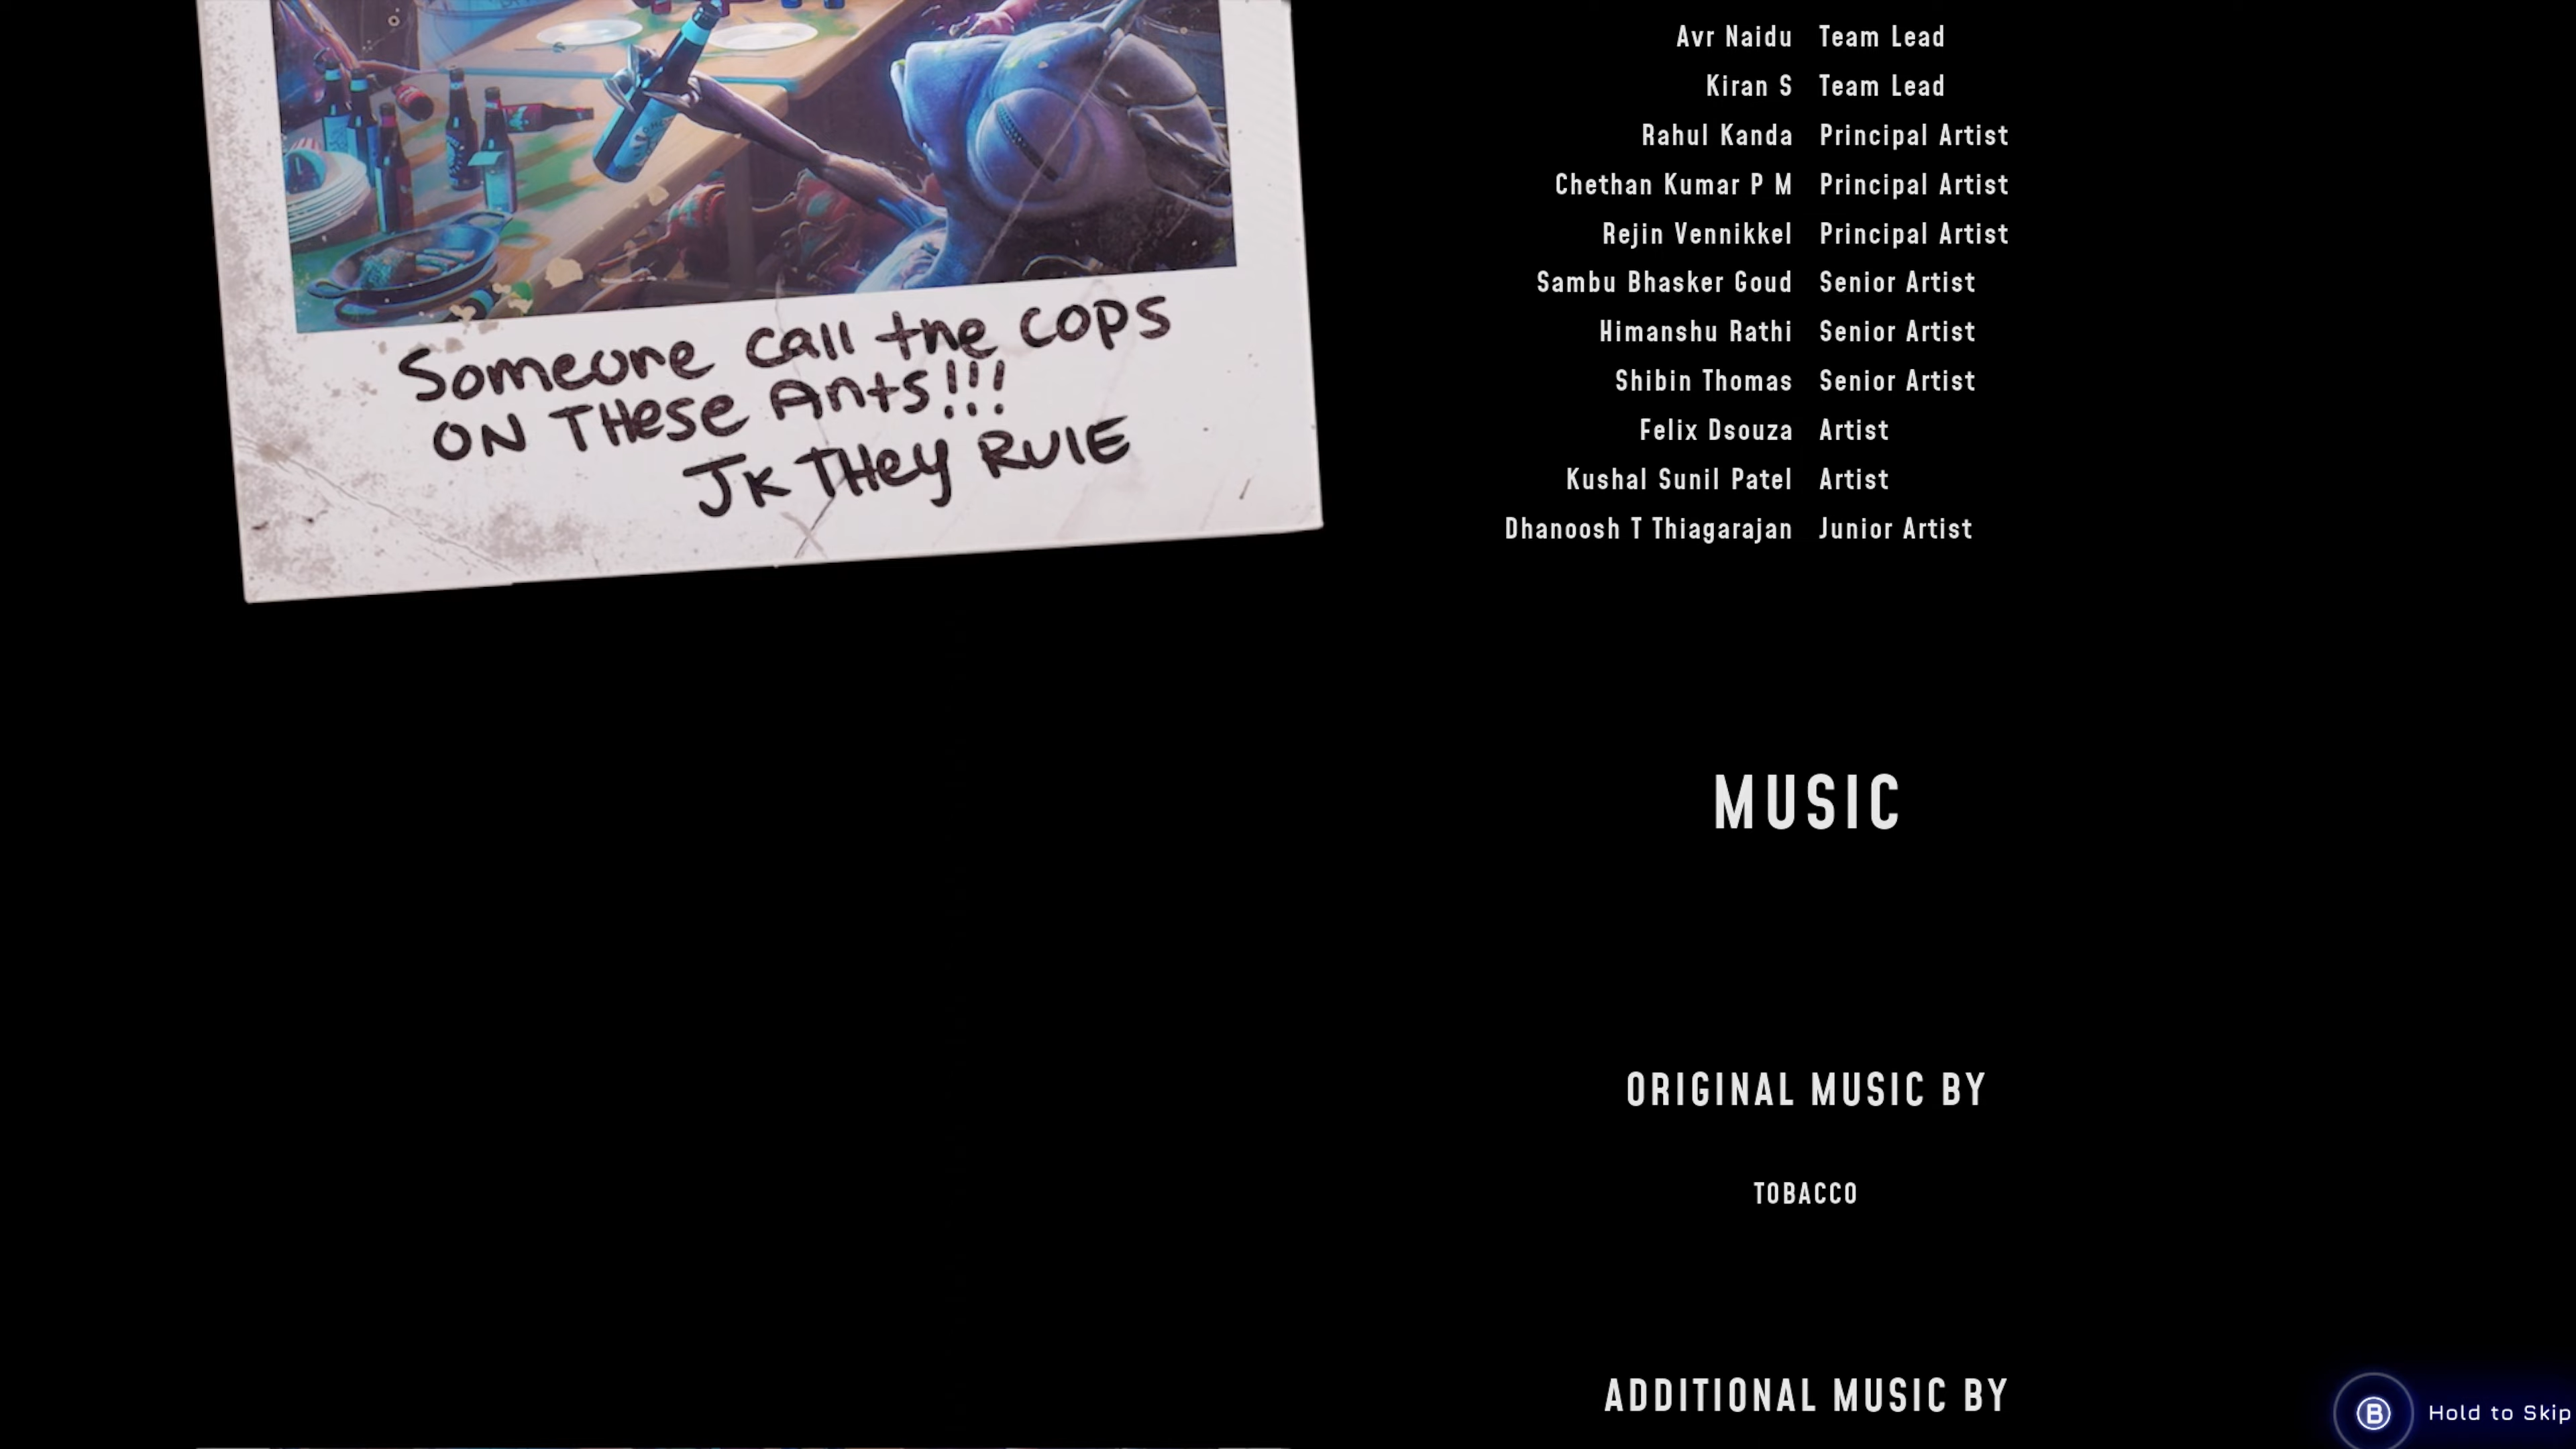 Someone call the cops
ON THese Ants!!!
Jk THey RUlE
Avr Naidu Team Lead
Kiran S Team Lead
Rahul Kanda Principal Artist
Chethan Kumar P M Principal Artist
Rejin Vennikkel Principal Artist
Sambu Bhasker Goud Senior Artist
Himanshu Rathi Senior Artist
Shibin Thomas Senior Artist
Felix Dsouza Artist
Kushal Sunil Patel Artist
Dhanoosh T Thiagarajan Junior Artist
MUSIC
ORIGINAL MUSIC BY
TOBACCO
ADDITIONAL MUSIC BY
B Hold to Skip